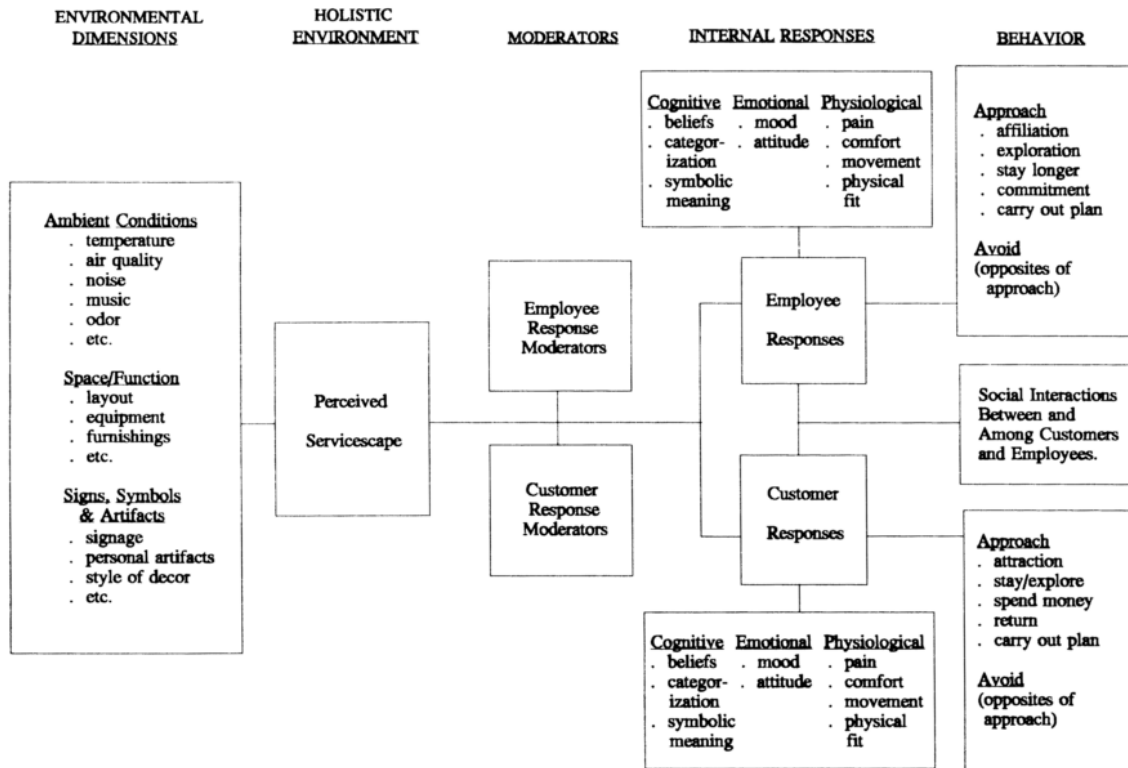 ENVIRONMENTAL
DIMENSIONS
HOLISTIC
ENVIRONMENT
MODERATORS
INTERNAL RESPONSES
BEHAVIOR
Ambient Conditions
. temperature
. air quality
. noise
. music
. odor
. etc.
Space/Function
. layout
. equipment
. furnishings
. etc.
Signs, Symbols
& Artifacts
. signage
. personal artifacts
. style of decor
. etc.
Perceived
Servicescape
Employee
Response
Moderators
Customer
Response
Moderators
Cognitive
. beliefs
. categor-
ization
. symbolic
meaning
Emotional
. mood
. attitude
Physiological
. pain
. comfort
. movement
. physical
fit
Employee
Responses
Customer
Responses
Cognitive
. beliefs
. categor-
ization
. symbolic
meaning
Emotional
. mood
. attitude
Physiological
. pain
. comfort
. movement
. physical
fit
Approach
. affiliation
. exploration
. stay longer
. commitment
. carry out plan
Avoid
(opposites of
approach)
Social Interactions
Between and
Among Customers
and Employees.
Approach
. attraction
. stay/explore
. spend money
. return
. carry out plan
Avoid
(opposites of
approach)